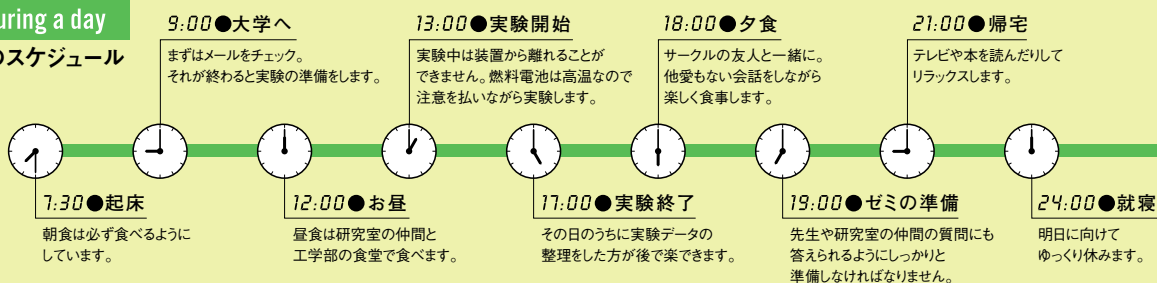 uring a day
のスケジュール
7:30●起床
朝食は必ず食べるように
しています。
9:00●大学へ
まずはメールをチェック。
それが終わると実験の準備をします。
12:00●お昼
昼食は研究室の仲間と
工学部の食堂で食べます。
13:00●実験開始
実験中は装置から離れることが
できません。燃料電池は高温なので
注意を払いながら実験します。
17:00●実験終了
その日のうちに実験データの
整理をした方が後で楽できます。
18:00●夕食
サークルの友人と一緒に。
他愛もない会話をしながら
楽しく食事します。
19:00●ゼミの準備
先生や研究室の仲間の質問にも
答えられるようにしっかりと
準備しなければなりません。
21:00●帰宅
テレビや本を読んだりして
リラックスします。
24:00●就寝
明日に向けて
ゆっくり休みます。